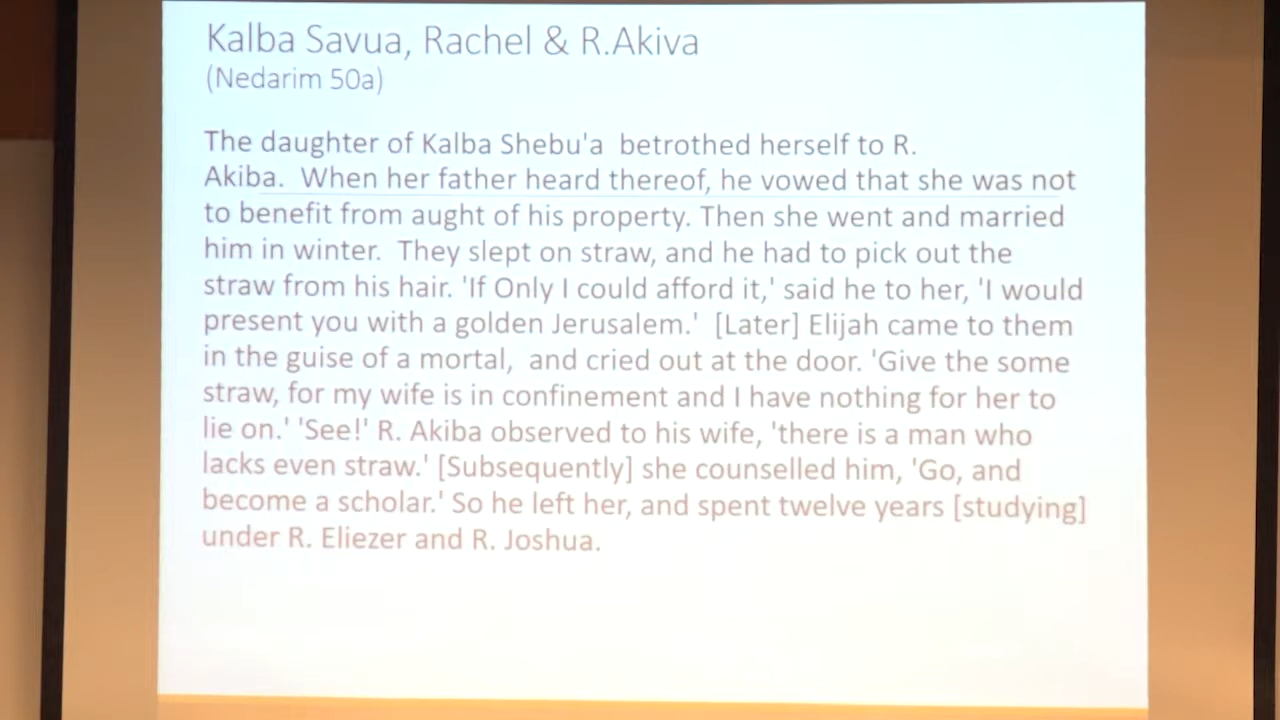 Kalba Savua, Rachel & R.Akiva
(Nedarim 50a)
The daughter of Kalba Shebu'a betrothed herself to R.
Akiba. When her father heard thereof, he vowed that she was not
to benefit from aught of his property. Then she went and married
him in winter. They slept on straw, and he had to pick out the
straw from his hair. 'If Only I could afford it,' said he to her, 'I would
present you with a golden Jerusalem.' [Later] Elijah came to them
in the guise of a mortal, and cried out at the door. 'Give the some
straw, for my wife is in confinement and I have nothing for her to
lie on.' 'See!' R. Akiba observed to his wife, 'there is a man who
lacks even straw.' [Subsequently] she counselled him, 'Go, and
become a scholar.' So he left her, and spent twelve years [studying]
under R. Eliezer and R. Joshua.